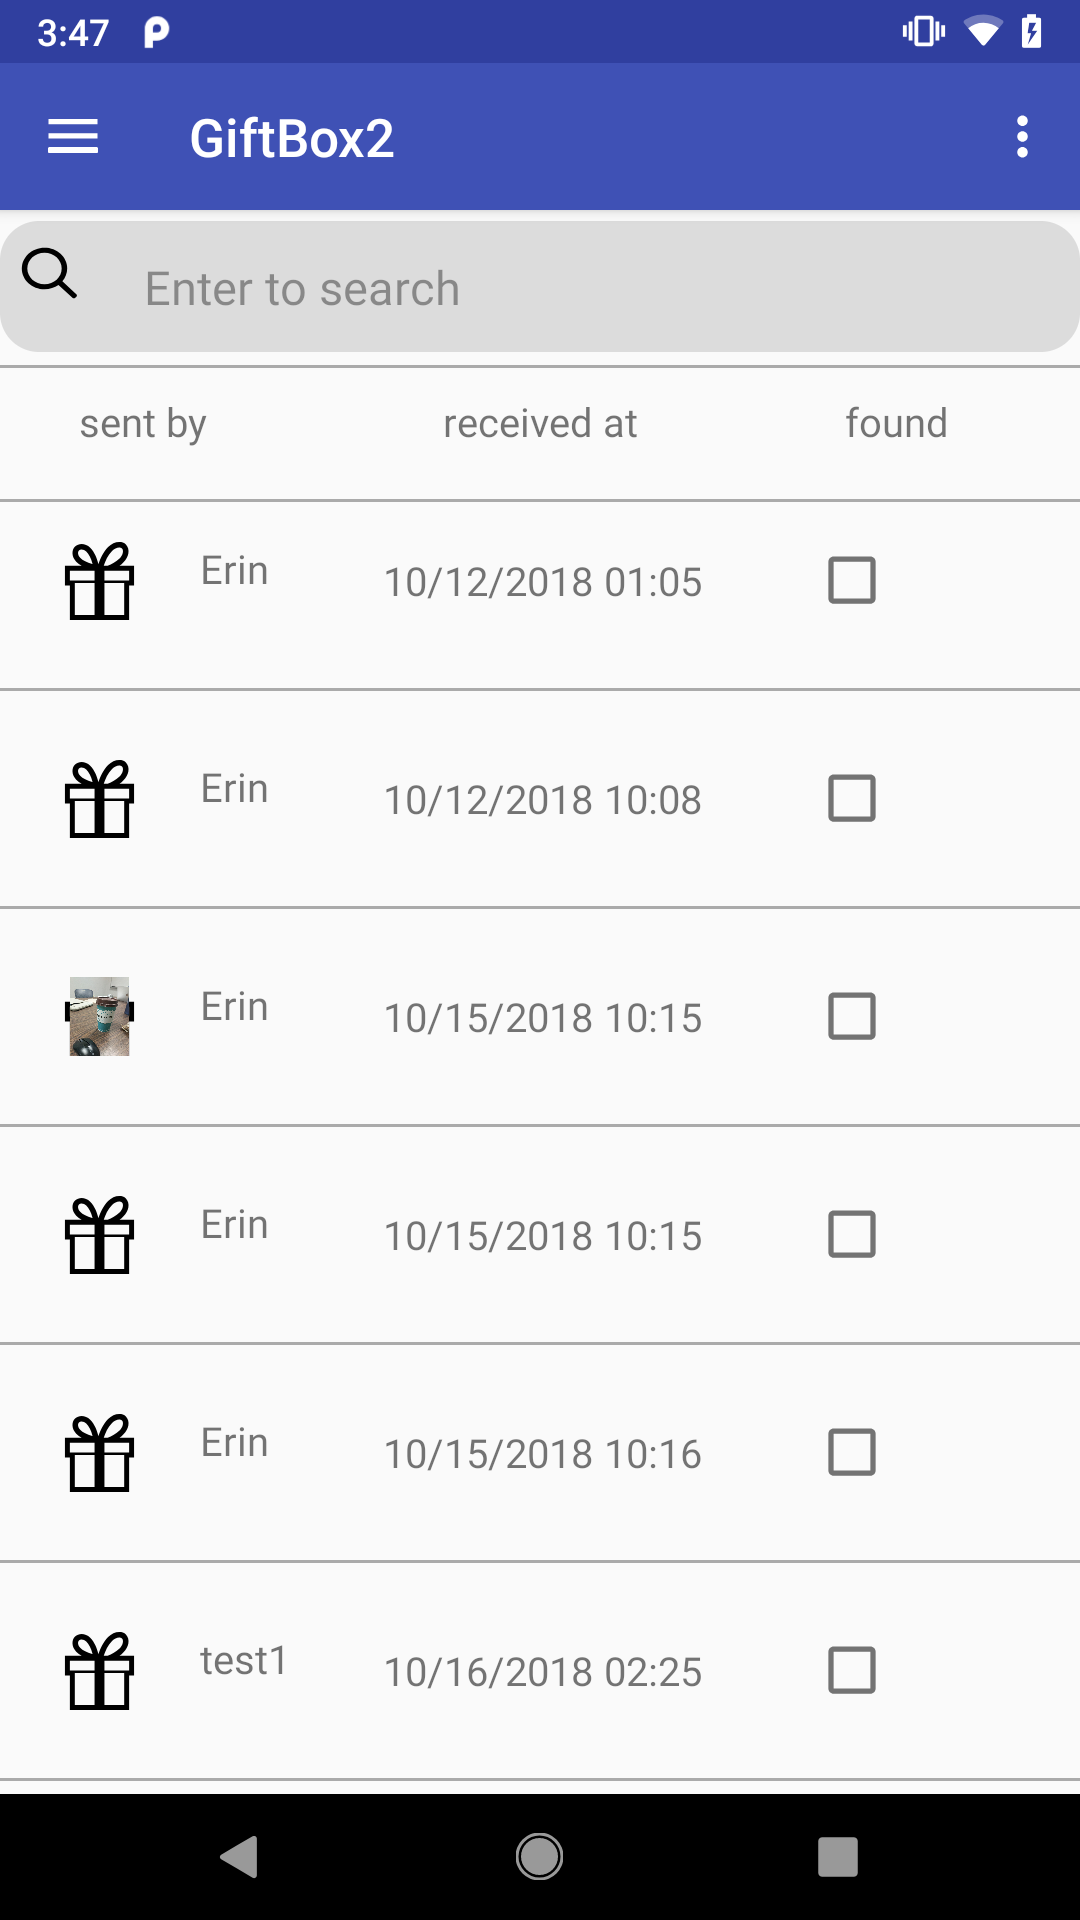 3:47
GiftBox2
Enter to search
sent by received at found
Erin 10/12/2018 01:05
Erin 10/12/2018 10:08
Erin 10/15/2018 10:15
Erin 10/15/2018 10:15
Erin 10/15/2018 10:16
test1 10/16/2018 02:25